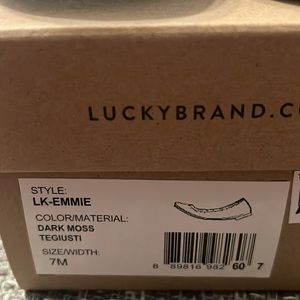 LUCKYBRAND.C
STYLE:
LK-EMMIE
COLOR/MATERIAL:
DARK MOSS
TEGIUSTI
SIZE/WIDTH:
7M
8 89816 982 60 7